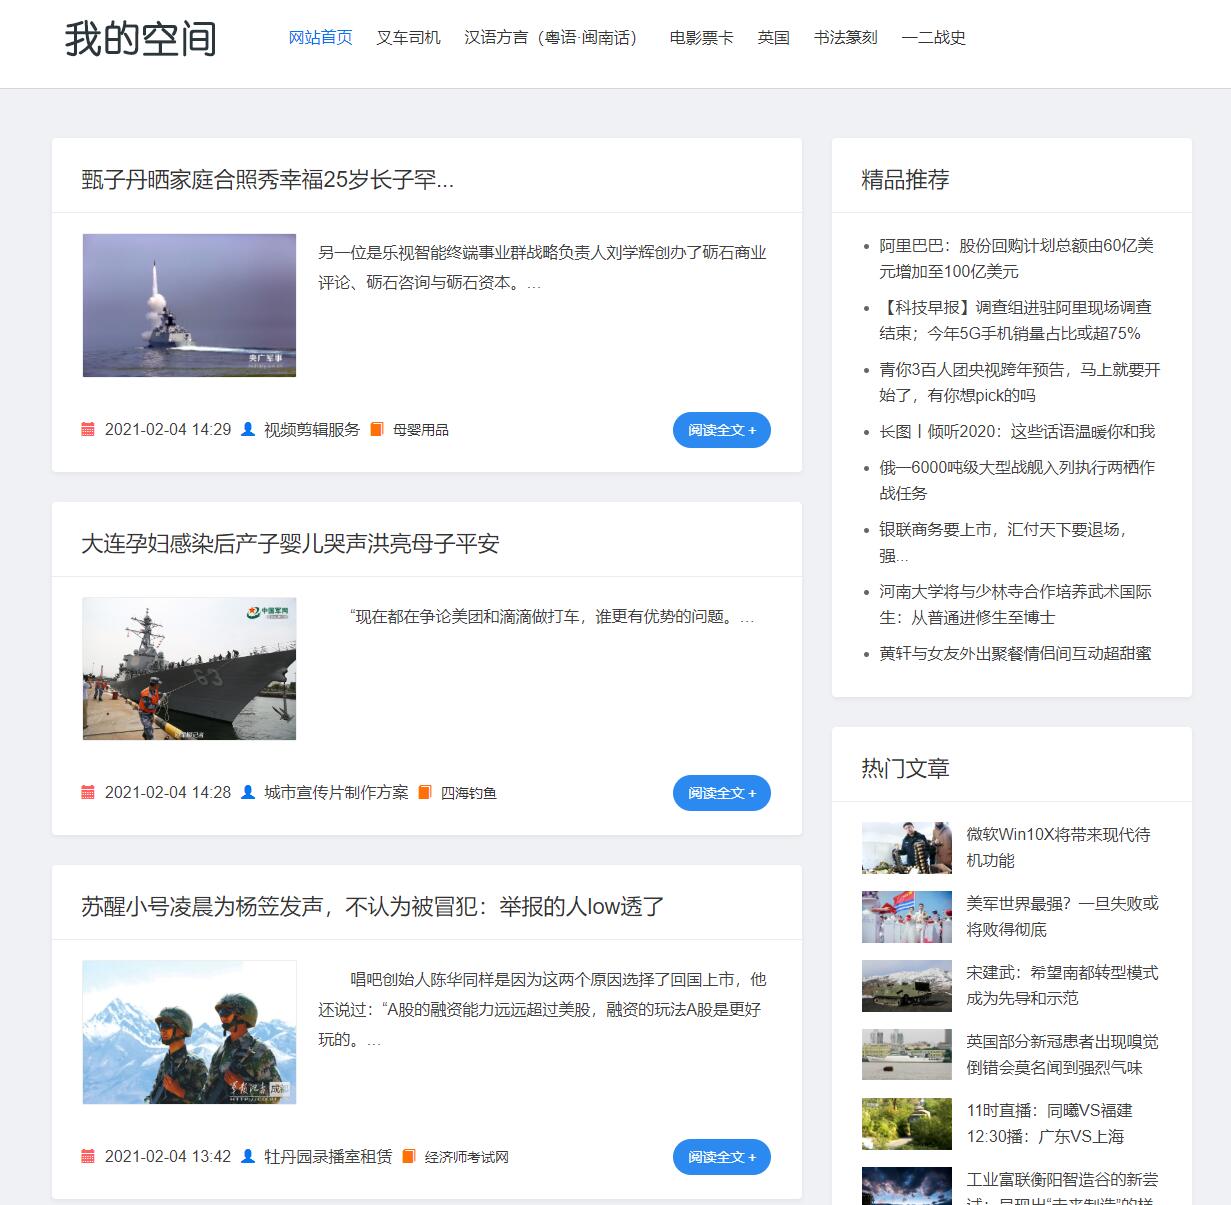 我的空间
网站首页 叉车司机 汉语方言（粤语·闽南话） 电影票卡 英国 书法篆刻 一二战史
甄子丹晒家庭合照秀幸福25岁长子罕...
央广军事
另一位是乐视智能终端事业群战略负责人刘学辉创办了砺石商业
评论、砺石咨询与砺石资本。...
2021-02-04 14:29 视频剪辑服务 母婴用品
阅读全文 +
大连孕妇感染后产子婴儿哭声洪亮母子平安
中国军网
63
“现在都在争论美团和滴滴做打车，谁更有优势的问题。...
2021-02-04 14:28 城市宣传片制作方案 四海钓鱼
阅读全文 +
苏醒小号凌晨为杨笠发声，不认为被冒犯：举报的人low透了
成都
唱吧创始人陈华同样是因为这两个原因选择了回国上市，他
还说过：“A股的融资能力远远超过美股，融资的玩法A股是更好
玩的。...
2021-02-04 13:42 牡丹园录播室租赁 经济师考试网
阅读全文 +
精品推荐
阿里巴巴：股份回购计划总额由60亿美
元增加至100亿美元
【科技早报】调查组进驻阿里现场调查
结束；今年5G手机销量占比或超75%
青你3百人团央视跨年预告，马上就要开
始了，有你想pick的吗
长图丨倾听2020：这些话语温暖你和我
俄一6000吨级大型战舰入列执行两栖作
战任务
银联商务要上市，汇付天下要退场，
强...
河南大学将与少林寺合作培养武术国际
生：从普通进修生至博士
黄轩与女友外出聚餐情侣间互动超甜蜜
热门文章
微软Win10X将带来现代待
机功能
美军世界最强？一旦失败或
将败得彻底
宋建武：希望南都转型模式
成为先导和示范
英国部分新冠患者出现嗅觉
倒错会莫名闻到强烈气味
11时直播：同曦VS福建
12:30播：广东VS上海
工业富联衡阳智造谷的新尝
试：呈现出“未来制造”的样